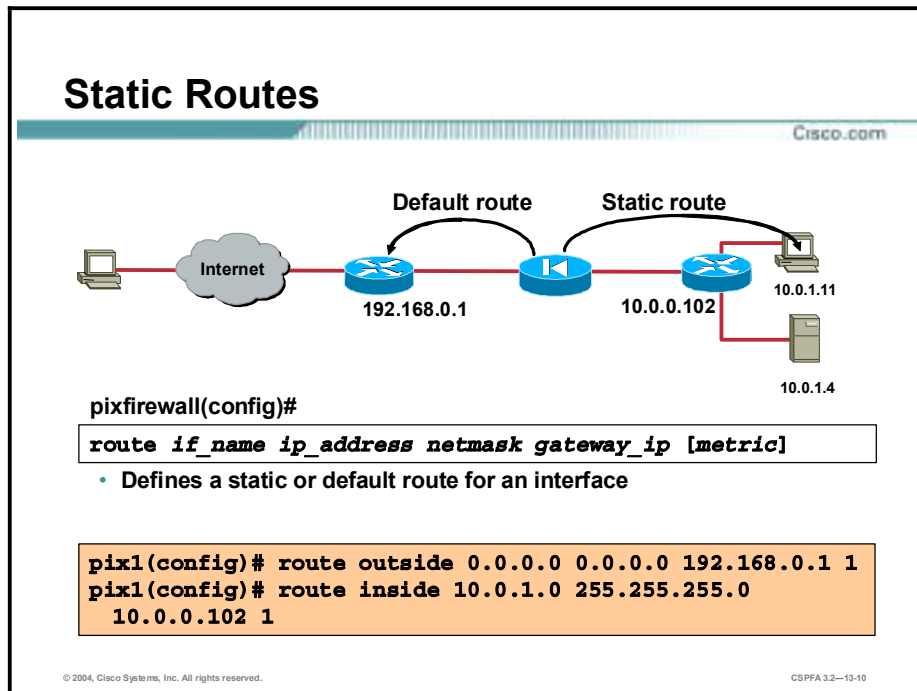 Static Routes
Cisco.com
Default route
Static route
Internet
192.168.0.1
10.0.0.102
10.0.1.11
10.0.1.4
pixfirewall(config)#
route if_name ip_address netmask gateway_ip [metric]
• Defines a static or default route for an interface
pix1(config)# route outside 0.0.0.0 0.0.0.0 192.168.0.1 1
pix1(config)# route inside 10.0.1.0 255.255.255.0
10.0.0.102 1
© 2004, Cisco Systems, Inc. All rights reserved.
CSPFA 3.2—13-10